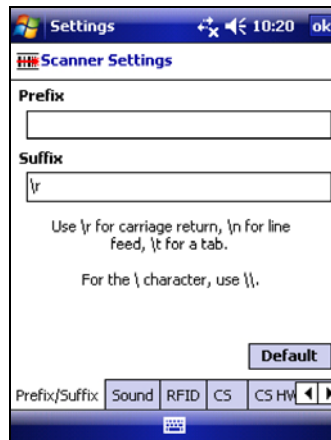 Settings 10:20 ok
Scanner Settings
Prefix
Suffix
\r
Use \r for carriage return, \n for line
feed, \t for a tab.
For the \ character, use \\.
Default
Prefix/Suffix Sound RFID CS CS HW